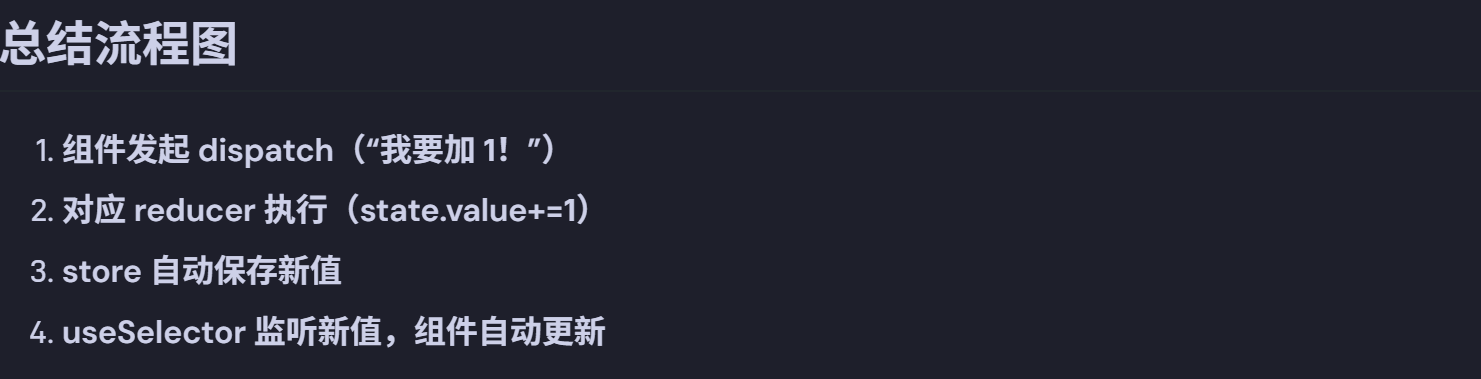 总结流程图
1. 组件发起 dispatch（“我要加 1！”）
2. 对应 reducer 执行（state.value+=1）
3. store 自动保存新值
4. useSelector 监听新值，组件自动更新